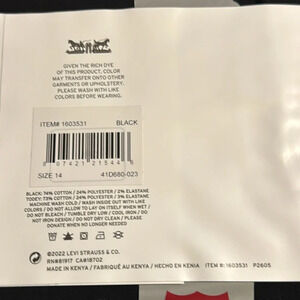 GIVEN THE RICH DYE
OF THIS PRODUCT, COLOR
MAY TRANSFER ONTO OTHER
GARMENTS OR UPHOLSTERY.
PLEASE WASH WITH LIKE
COLORS BEFORE WEARING.
ITEM# 1603531 BLACK
07421 21544
SIZE 14 41D680-023
BLACK: 74% COTTON / 24% POLYESTER / 2% ELASTANE
TODEY: 73% COTTON / 24% POLYESTER / 3% ELASTANE
MACHINE WASH COLD / WASH INSIDE OUT WITH LIKE
COLORS / DO NOT ALLOW TO LAY ON ITSELF WHEN WET /
DO NOT BLEACH / TUMBLE DRY LOW / COOL IRON / DO
NOT IRON DESIGN / DO NOT DRY CLEAN / PLEASE
DONATE WHEN NO LONGER NEEDED
©2022 LEVI STRAUSS & CO.
RN#81917 CA#18702
MADE IN KENYA / FABRIQUÉ AU KENYA / HECHO EN KENIA ITEM #: 1603531 P2605